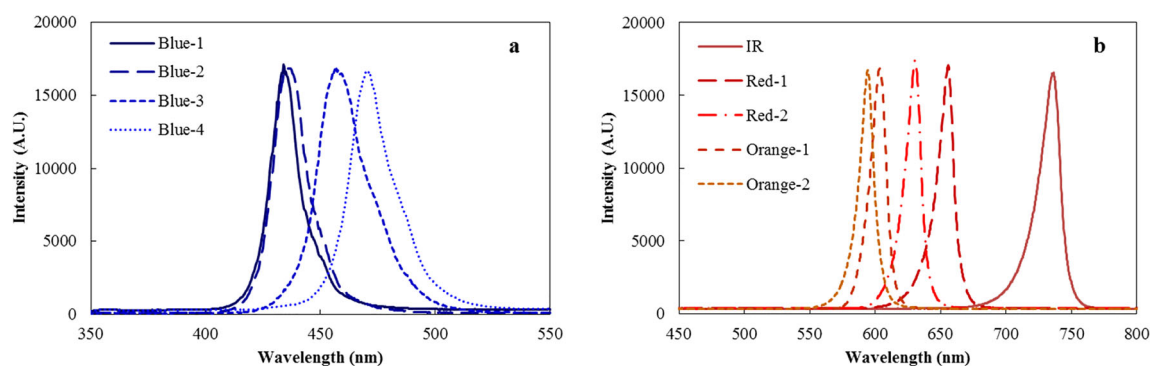 a
Intensity (A.U.)
20000
15000
10000
5000
0
Blue-1
Blue-2
Blue-3
Blue-4
350
400
450
500
550
Wavelength (nm)
b
Intensity (A.U.)
20000
15000
10000
5000
0
IR
Red-1
Red-2
Orange-1
Orange-2
450
500
550
600
650
700
750
800
Wavelength (nm)